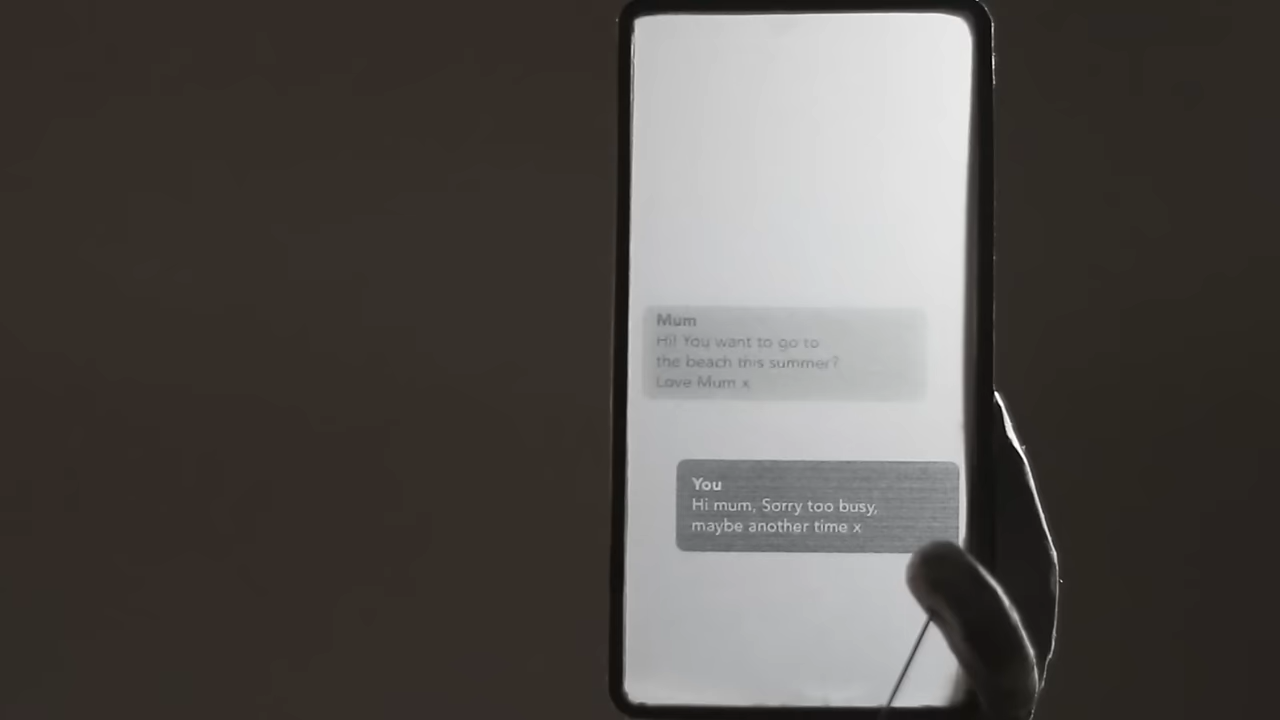 Mum
Hi! You want to go to
the beach this summer?
Love Mum x
You
Hi mum, Sorry too busy,
maybe another time x